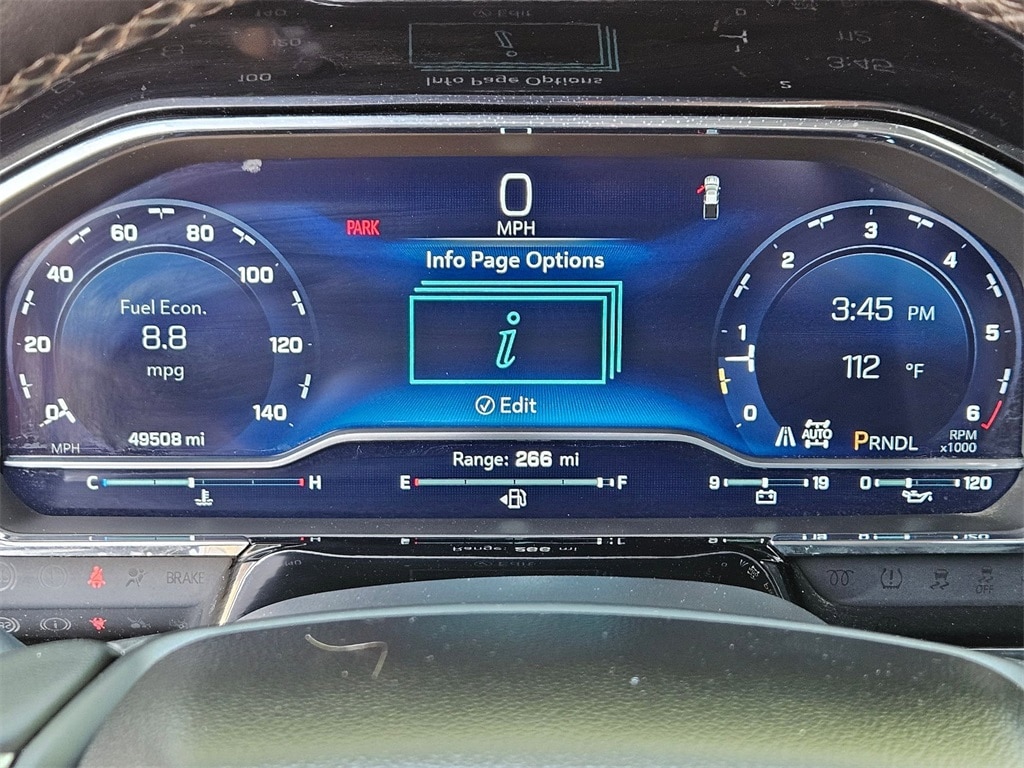 0
MPH
PARK
Info Page Options
Edit
0
20
40
60
80
100
120
140
MPH
Fuel Econ.
8.8
mpg
49508 mi
0
1
2
3
4
5
6
RPM
x1000
3:45 PM
112 °F
AUTO
PRNDL
Range: 266 mi
C H
E F
9 19
0 120
BRAKE
OFF